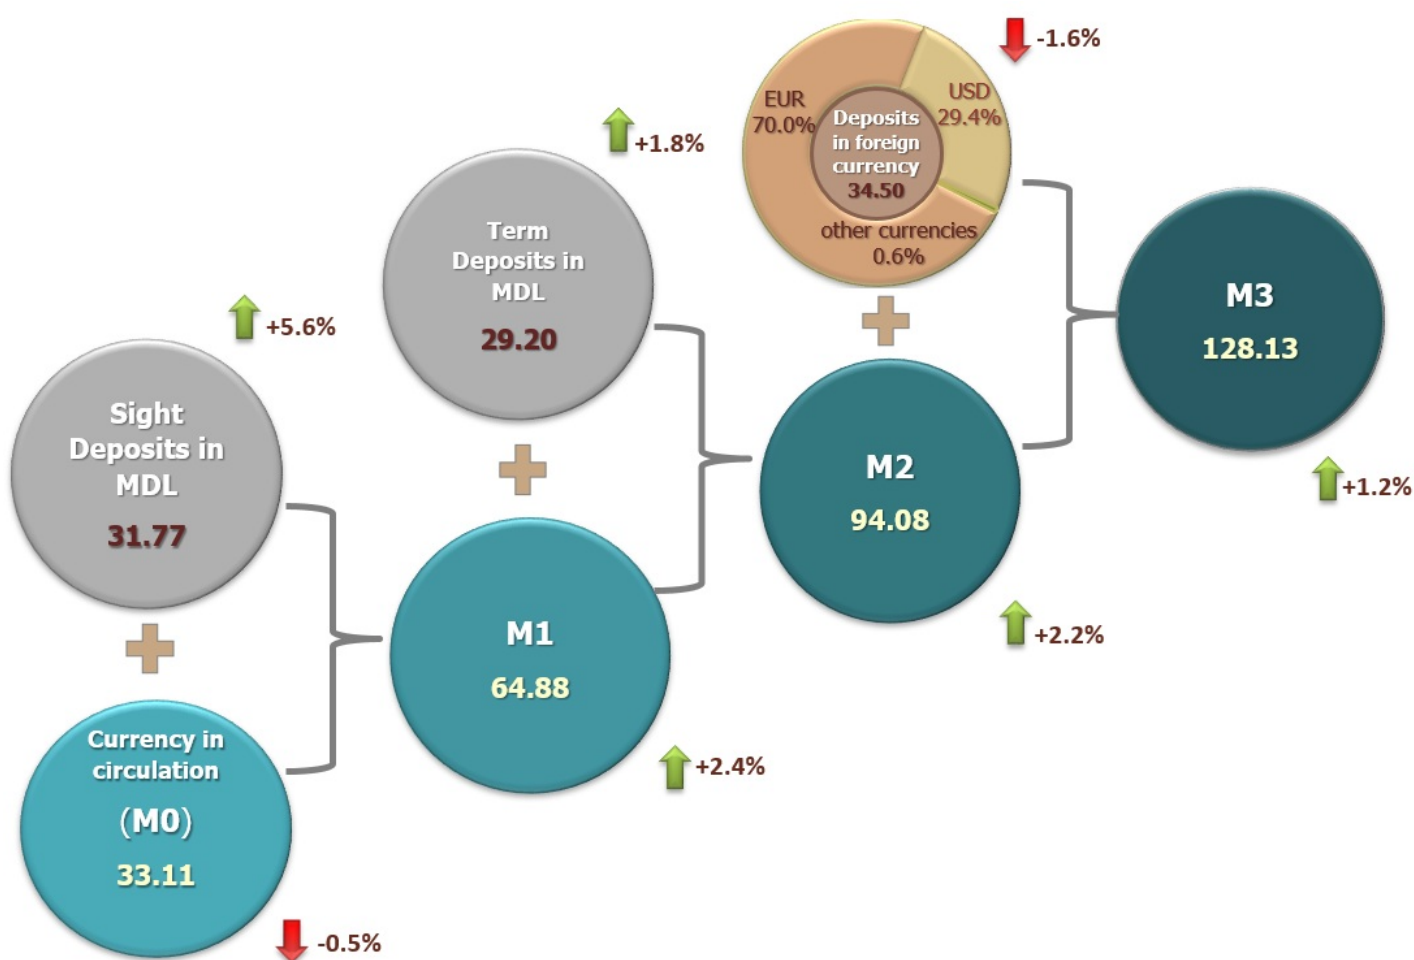 Sight
Deposits in
MDL
31.77
+5.6%
Currency in
circulation
(M0)
33.11
-0.5%
Term
Deposits in
MDL
29.20
+1.8%
M1
64.88
+2.4%
EUR
70.0%
USD
29.4%
Deposits
in foreign
currency
34.50
other currencies
0.6%
-1.6%
M2
94.08
+2.2%
M3
128.13
+1.2%